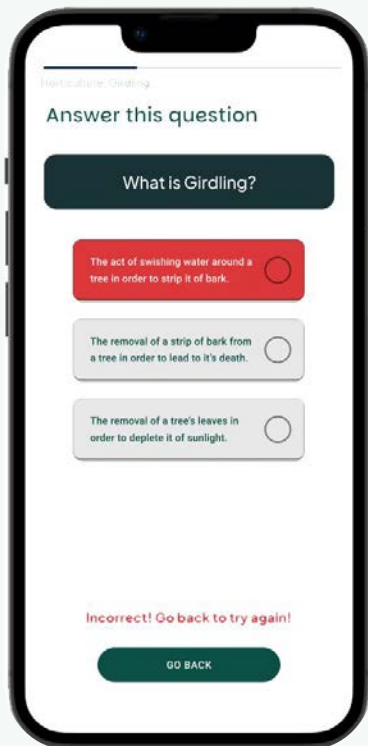 Horticulture, Girdling
Answer this question
What is Girdling?
The act of swishing water around a
tree in order to strip it of bark.
The removal of a strip of bark from
a tree in order to lead to it's death.
The removal of a tree's leaves in
order to deplete it of sunlight.
Incorrect! Go back to try again!
GO BACK